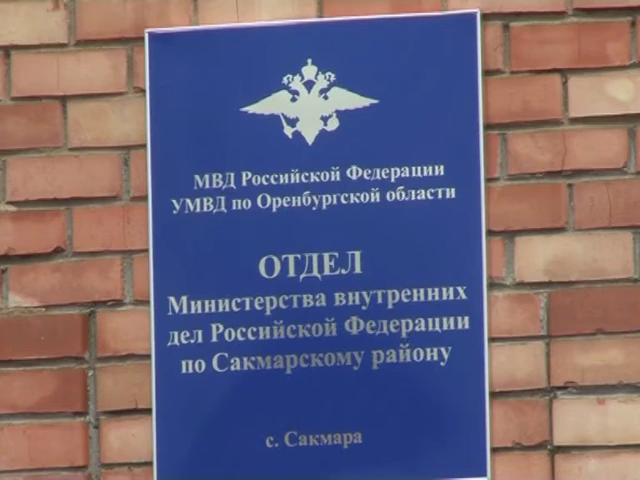 МВД Российской Федерации
УМВД по Оренбургской области
ОТДЕЛ
Министерства внутренних
дел Российской Федерации
по Сакмарскому району
с. Сакмара